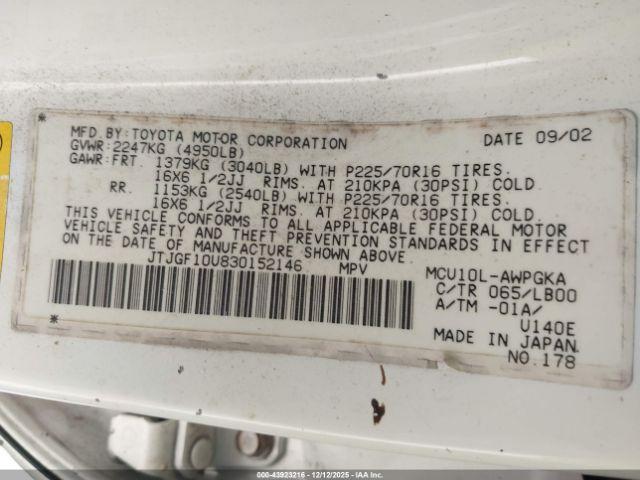 MFD.BY:TOYOTA MOTOR CORPORATION DATE 09/02
GVWR:2247KG (4950LB)
GAWR:FRT. 1379KG (3040LB) WITH P225/70R16 TIRES.
16X6 1/2JJ RIMS. AT 210KPA (30PSI) COLD.
RR. 1153KG (2540LB) WITH P225/70R16 TIRES.
16X6 1/2JJ RIMS. AT 210KPA (30PSI) COLD.
THIS VEHICLE CONFORMS TO ALL APPLICABLE FEDERAL MOTOR
VEHICLE SAFETY AND THEFT PREVENTION STANDARDS IN EFFECT
ON THE DATE OF MANUFACTURE SHOWN ABOVE.
JTJGF10U830152146 MPV MCU10L-AWPGKA
C/TR 065/LB00
A/TM -01A/
U140E
MADE IN JAPAN
NO.178
000-43923216 - 12/12/2025 - IAAI.COM